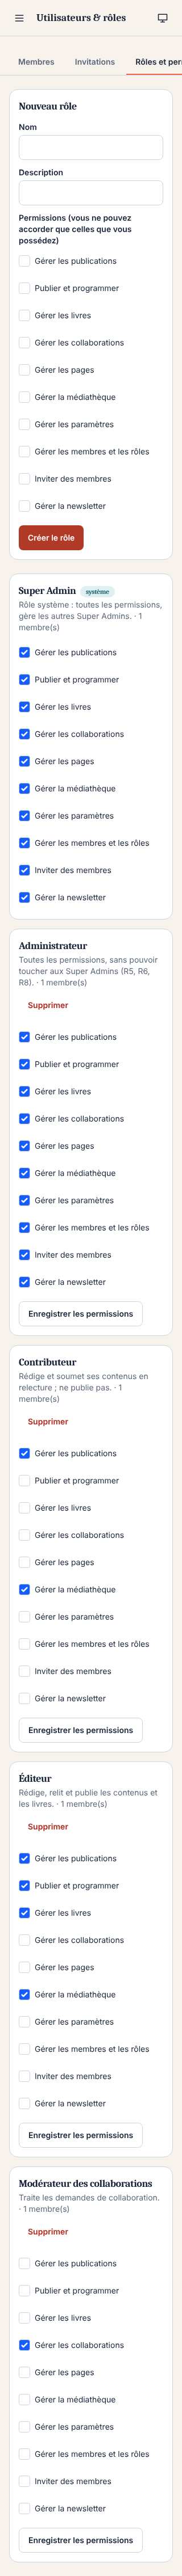 Utilisateurs & rôles
Membres
Invitations
Rôles et per
Nouveau rôle
Nom
Description
Permissions (vous ne pouvez
accorder que celles que vous
possédez)
Gérer les publications
Publier et programmer
Gérer les livres
Gérer les collaborations
Gérer les pages
Gérer la médiathèque
Gérer les paramètres
Gérer les membres et les rôles
Inviter des membres
Gérer la newsletter
Créer le rôle
Super Admin système
Rôle système : toutes les permissions,
gère les autres Super Admins. · 1
membre(s)
Gérer les publications
Publier et programmer
Gérer les livres
Gérer les collaborations
Gérer les pages
Gérer la médiathèque
Gérer les paramètres
Gérer les membres et les rôles
Inviter des membres
Gérer la newsletter
Administrateur
Toutes les permissions, sans pouvoir
toucher aux Super Admins (R5, R6,
R8). · 1 membre(s)
Supprimer
Gérer les publications
Publier et programmer
Gérer les livres
Gérer les collaborations
Gérer les pages
Gérer la médiathèque
Gérer les paramètres
Gérer les membres et les rôles
Inviter des membres
Gérer la newsletter
Enregistrer les permissions
Contributeur
Rédige et soumet ses contenus en
relecture ; ne publie pas. · 1
membre(s)
Supprimer
Gérer les publications
Publier et programmer
Gérer les livres
Gérer les collaborations
Gérer les pages
Gérer la médiathèque
Gérer les paramètres
Gérer les membres et les rôles
Inviter des membres
Gérer la newsletter
Enregistrer les permissions
Éditeur
Rédige, relit et publie les contenus et
les livres. · 1 membre(s)
Supprimer
Gérer les publications
Publier et programmer
Gérer les livres
Gérer les collaborations
Gérer les pages
Gérer la médiathèque
Gérer les paramètres
Gérer les membres et les rôles
Inviter des membres
Gérer la newsletter
Enregistrer les permissions
Modérateur des collaborations
Traite les demandes de collaboration.
· 1 membre(s)
Supprimer
Gérer les publications
Publier et programmer
Gérer les livres
Gérer les collaborations
Gérer les pages
Gérer la médiathèque
Gérer les paramètres
Gérer les membres et les rôles
Inviter des membres
Gérer la newsletter
Enregistrer les permissions